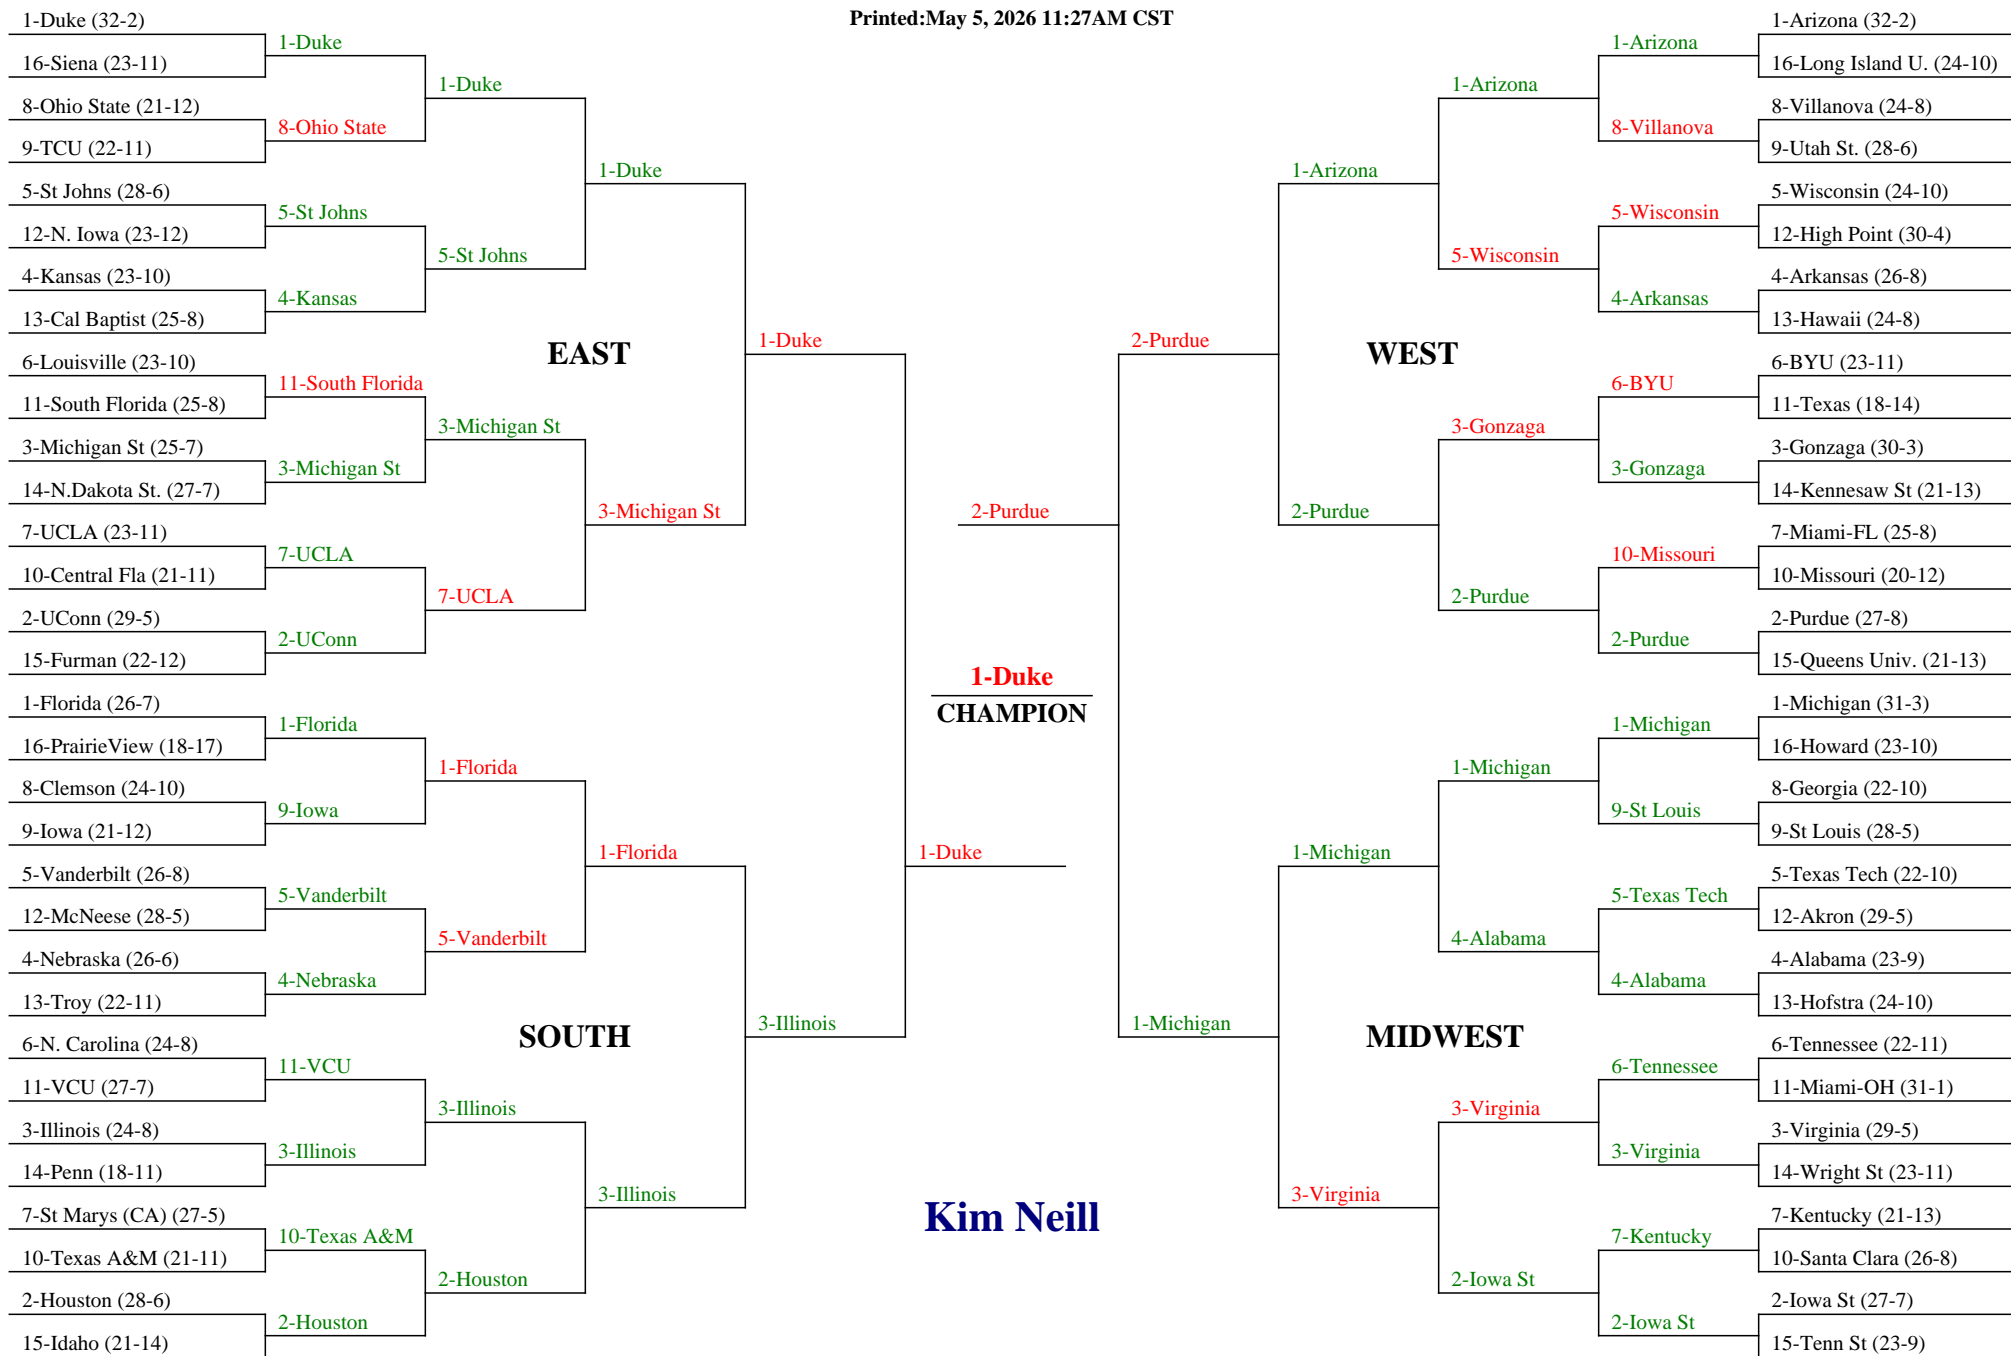 Printed:May 5, 2026 11:27AM CST
1-Duke (32-2)
16-Siena (23-11)
8-Ohio State (21-12)
9-TCU (22-11)
5-St Johns (28-6)
12-N. Iowa (23-12)
4-Kansas (23-10)
13-Cal Baptist (25-8)
6-Louisville (23-10)
11-South Florida (25-8)
3-Michigan St (25-7)
14-N.Dakota St. (27-7)
7-UCLA (23-11)
10-Central Fla (21-11)
2-UConn (29-5)
15-Furman (22-12)
1-Florida (26-7)
16-PrairieView (18-17)
8-Clemson (24-10)
9-Iowa (21-12)
5-Vanderbilt (26-8)
12-McNeese (28-5)
4-Nebraska (26-6)
13-Troy (22-11)
6-N. Carolina (24-8)
11-VCU (27-7)
3-Illinois (24-8)
14-Penn (18-11)
7-St Marys (CA) (27-5)
10-Texas A&M (21-11)
2-Houston (28-6)
15-Idaho (21-14)
1-Duke
8-Ohio State
5-St Johns
4-Kansas
11-South Florida
3-Michigan St
7-UCLA
2-UConn
1-Florida
9-Iowa
5-Vanderbilt
4-Nebraska
11-VCU
3-Illinois
10-Texas A&M
2-Houston
1-Duke
5-St Johns
3-Michigan St
7-UCLA
1-Florida
5-Vanderbilt
3-Illinois
2-Houston
EAST
SOUTH
1-Duke
3-Michigan St
1-Florida
3-Illinois
1-Duke
3-Illinois
1-Duke
2-Purdue
1-Duke
CHAMPION
Kim Neill
2-Purdue
1-Michigan
1-Arizona
2-Purdue
1-Michigan
3-Virginia
WEST
MIDWEST
1-Arizona
5-Wisconsin
3-Gonzaga
2-Purdue
1-Michigan
4-Alabama
3-Virginia
2-Iowa St
1-Arizona
8-Villanova
5-Wisconsin
4-Arkansas
6-BYU
3-Gonzaga
10-Missouri
2-Purdue
1-Michigan
9-St Louis
5-Texas Tech
4-Alabama
6-Tennessee
3-Virginia
7-Kentucky
2-Iowa St
1-Arizona (32-2)
16-Long Island U. (24-10)
8-Villanova (24-8)
9-Utah St. (28-6)
5-Wisconsin (24-10)
12-High Point (30-4)
4-Arkansas (26-8)
13-Hawaii (24-8)
6-BYU (23-11)
11-Texas (18-14)
3-Gonzaga (30-3)
14-Kennesaw St (21-13)
7-Miami-FL (25-8)
10-Missouri (20-12)
2-Purdue (27-8)
15-Queens Univ. (21-13)
1-Michigan (31-3)
16-Howard (23-10)
8-Georgia (22-10)
9-St Louis (28-5)
5-Texas Tech (22-10)
12-Akron (29-5)
4-Alabama (23-9)
13-Hofstra (24-10)
6-Tennessee (22-11)
11-Miami-OH (31-1)
3-Virginia (29-5)
14-Wright St (23-11)
7-Kentucky (21-13)
10-Santa Clara (26-8)
2-Iowa St (27-7)
15-Tenn St (23-9)